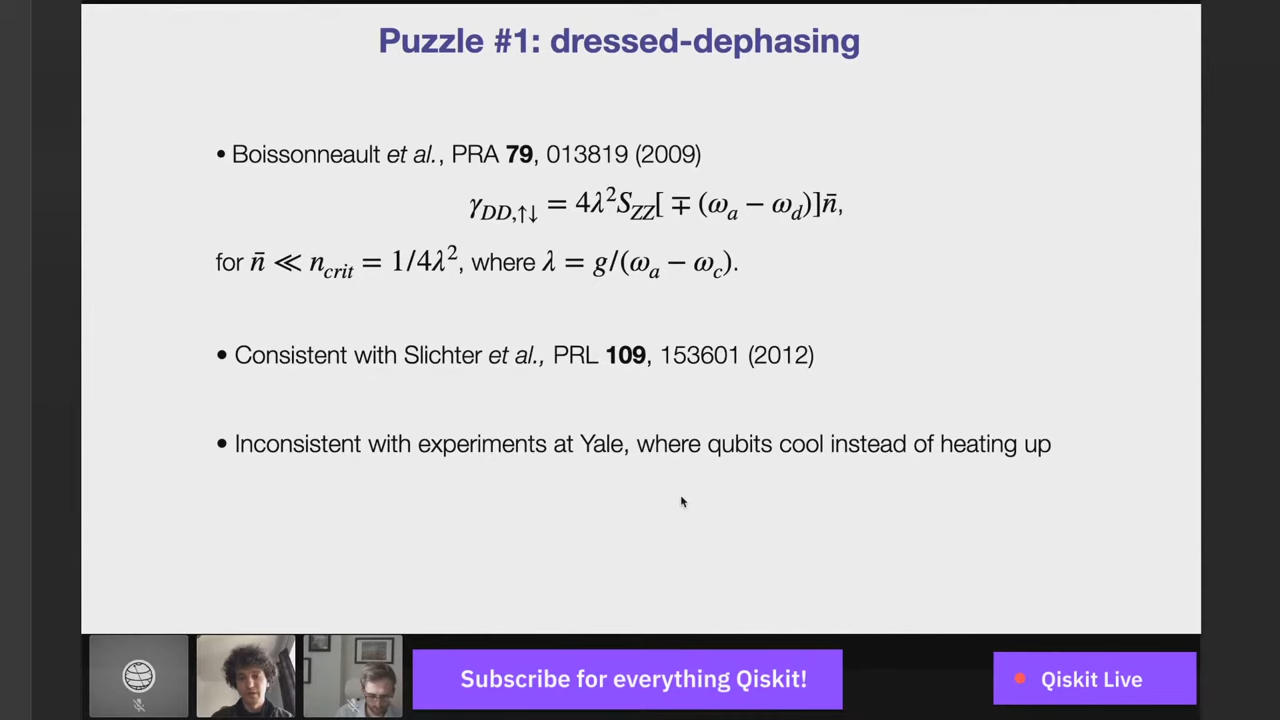 Puzzle #1: dressed-dephasing
• Boissonneault et al., PRA 79, 013819 (2009)
γ_{DD,↑↓} = 4λ²S_{ZZ}[ ∓ (ω_a − ω_d)]n̄,
for n̄ ≪ n_{crit} = 1/4λ², where λ = g/(ω_a − ω_c).
• Consistent with Slichter et al., PRL 109, 153601 (2012)
• Inconsistent with experiments at Yale, where qubits cool instead of heating up
Subscribe for everything Qiskit!
Qiskit Live